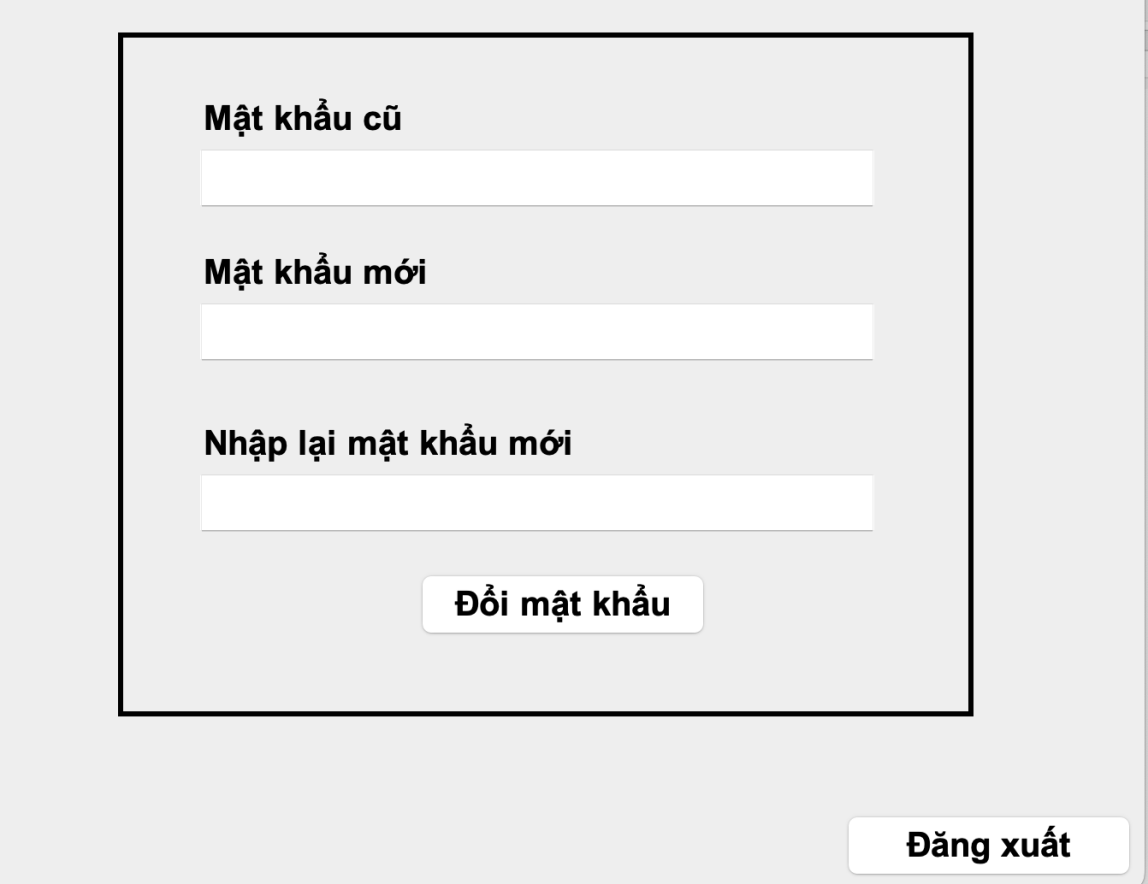 Mật khẩu cũ
Mật khẩu mới
Nhập lại mật khẩu mới
Đổi mật khẩu
Đăng xuất